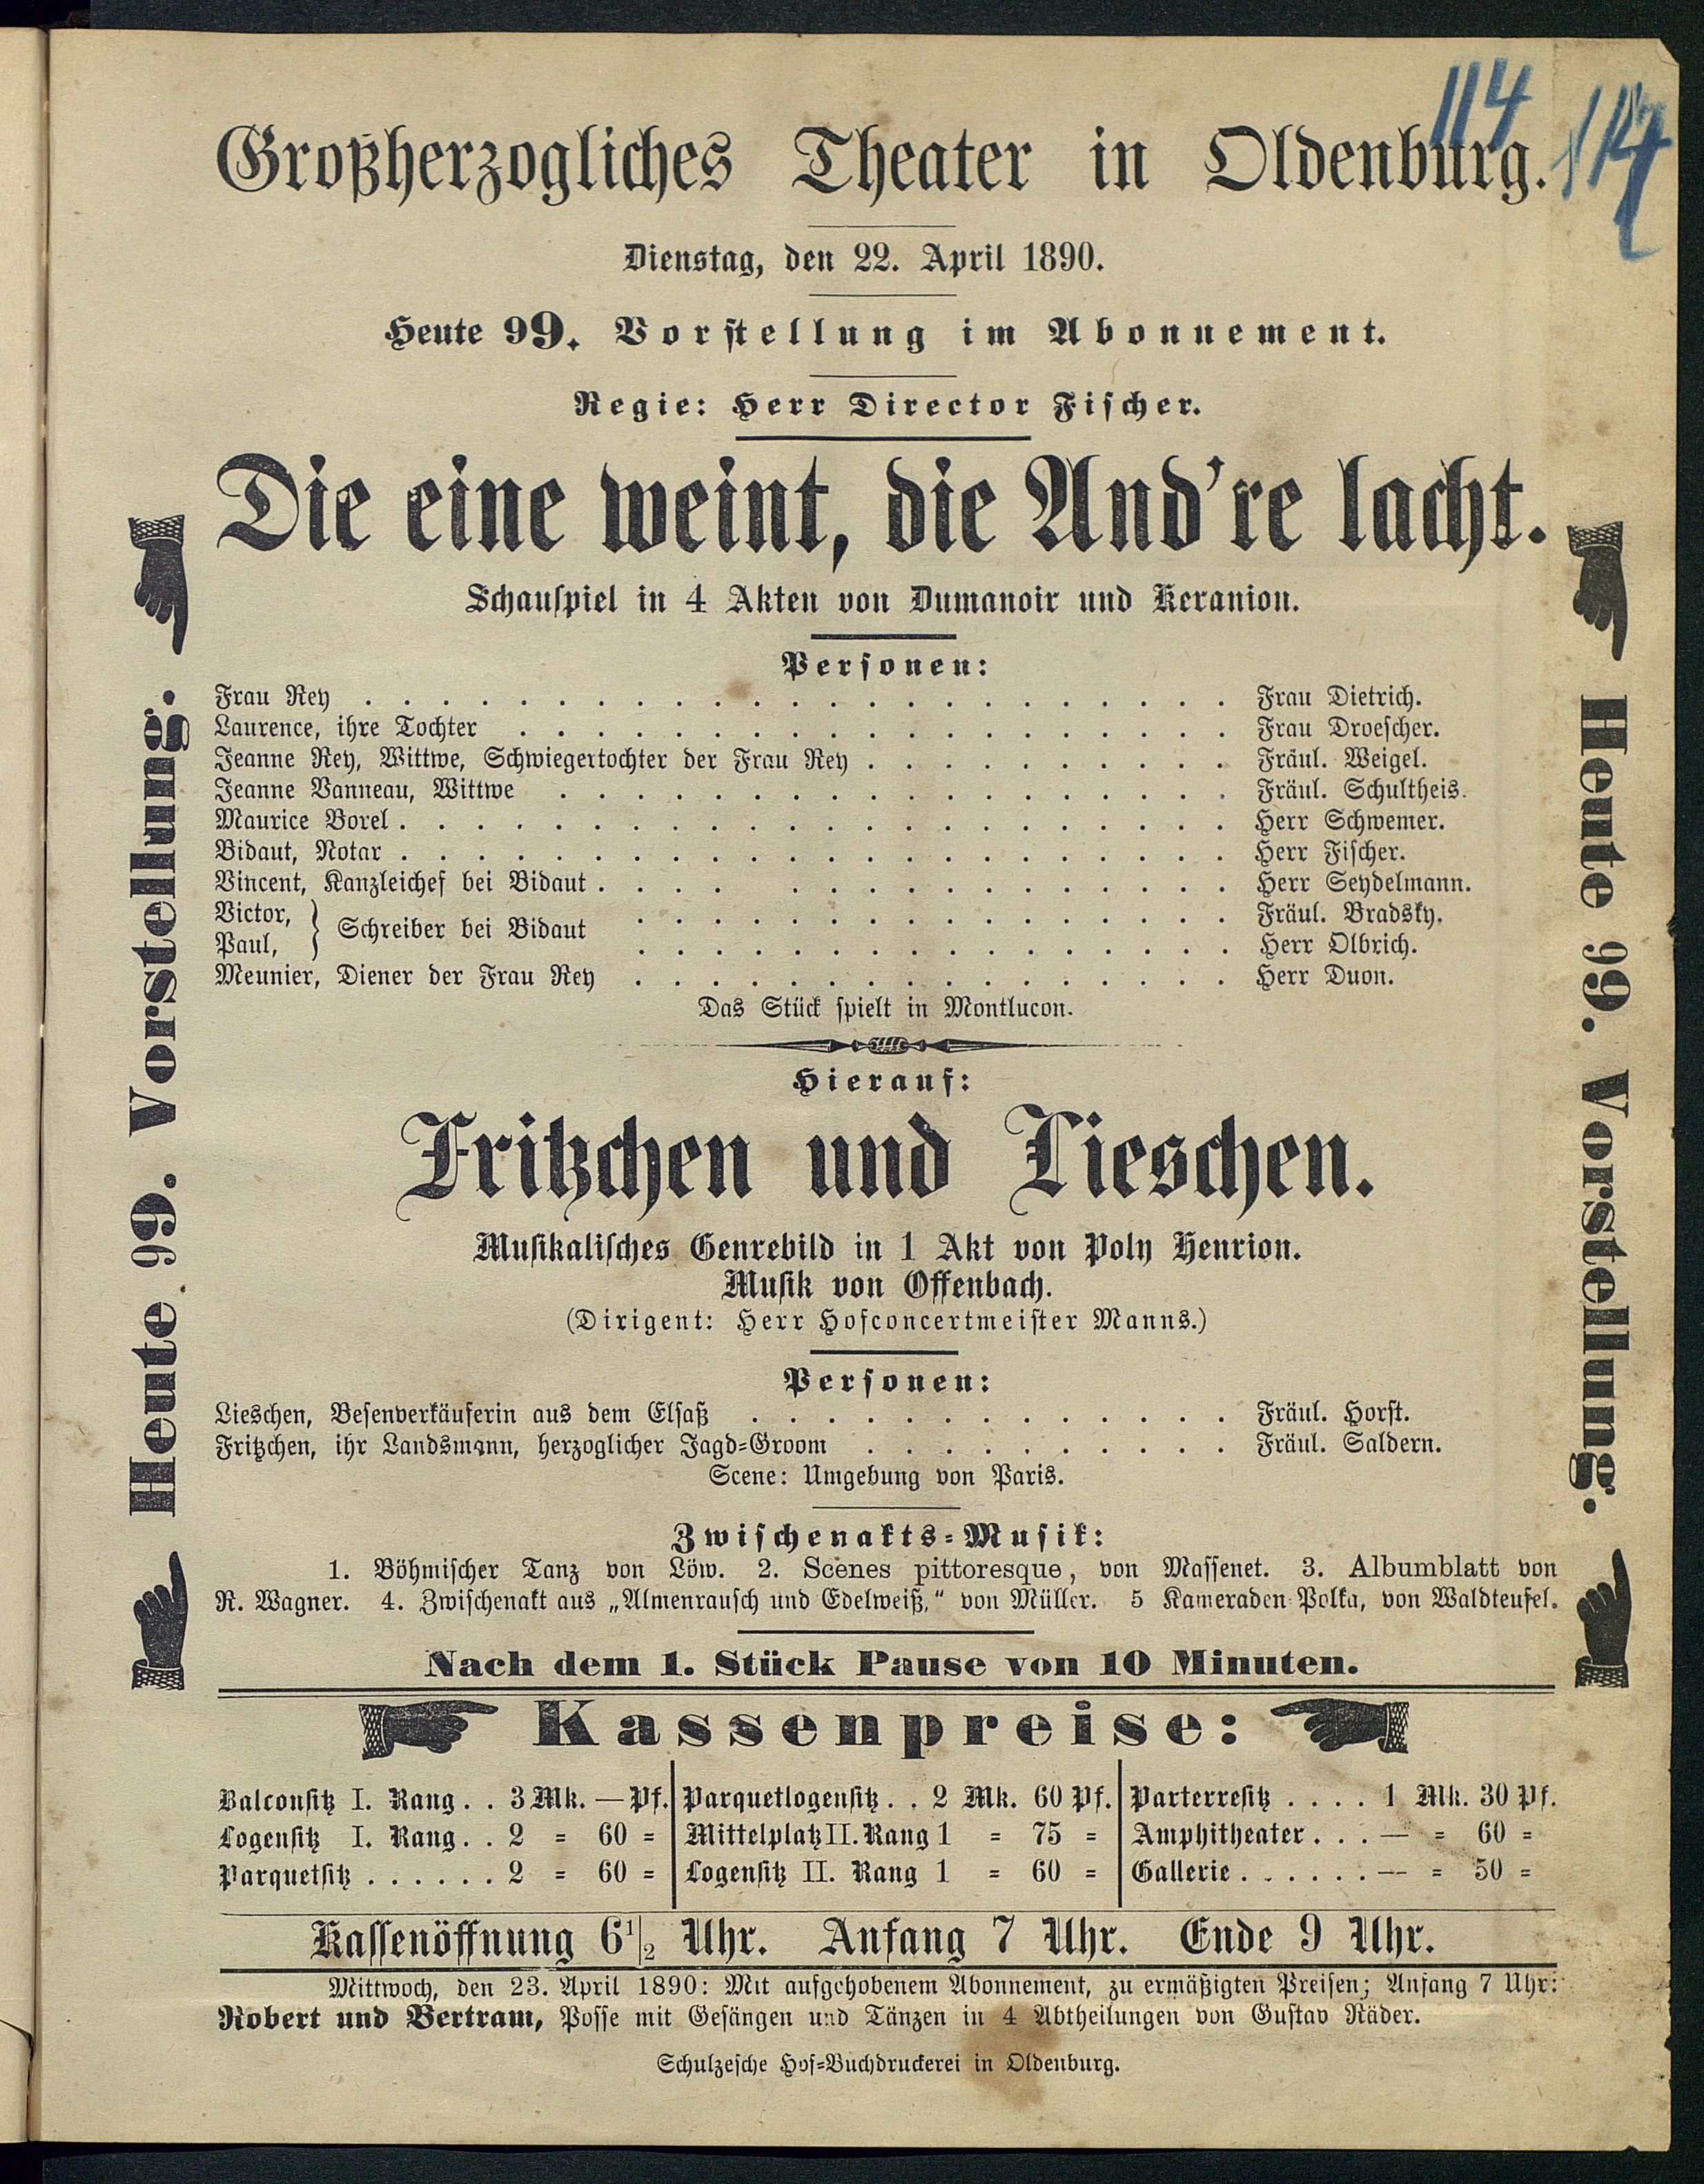 114
114
Großherzogliches Theater in Oldenburg.
Dienstag, den 22. April 1890.
Heute 99. Vorstellung im Abonnement.
Regie: Herr Director Fischer.
Die eine weint, die And're lacht.
Schauspiel in 4 Akten von Dumanoir und Keranion.
Personen:
Frau Rey . . . . . . . . . . Frau Dietrich.
Laurence, ihre Tochter . . . . . . . . . . Frau Droescher.
Jeanne Rey, Wittwe, Schwiegertochter der Frau Rey . . . . . . . . . . Fräul. Weigel.
Jeanne Vanneau, Wittwe . . . . . . . . . . Fräul. Schultheis.
Maurice Borel . . . . . . . . . . Herr Schwemer.
Bidaut, Notar . . . . . . . . . . Herr Fischer.
Vincent, Kanzleichef bei Bidaut . . . . . . . . . . Herr Seydelmann.
Victor, } Schreiber bei Bidaut . . . . . . . . . . Fräul. Bradsky.
Paul, . . . . . . . . . . Herr Olbrich.
Meunier, Diener der Frau Rey . . . . . . . . . . Herr Duon.
Das Stück spielt in Montlucon.
Hierauf:
Fritzchen und Lieschen.
Musikalisches Genrebild in 1 Akt von Poly Henrion.
Musik von Offenbach.
(Dirigent: Herr Hofconcertmeister Manns.)
Personen:
Lieschen, Besenverkäuferin aus dem Elsaß . . . . . . . . . . Fräul. Horst.
Fritzchen, ihr Landsmann, herzoglicher Jagd=Groom . . . . . . . . . . Fräul. Saldern.
Scene: Umgebung von Paris.
Zwischenakts=Musik:
1. Böhmischer Tanz von Löw. 2. Scènes pittoresque, von Massenet. 3. Albumblatt von
R. Wagner. 4. Zwischenakt aus „Almenrausch und Edelweiß," von Müller. 5 Kameraden=Polka, von Waldteufel.
Nach dem 1. Stück Pause von 10 Minuten.
Kassenpreise:
Balconsitz I. Rang . . 3 Mk. — Pf. Parquetlogensitz . . 2 Mk. 60 Pf. Parterresitz . . . . 1 Mk. 30 Pf.
Logensitz I. Rang . . 2 = 60 = Mittelplatz II. Rang 1 = 75 = Amphitheater . . . — = 60 =
Parquetsitz . . . . . . 2 = 60 = Logensitz II. Rang 1 = 60 = Gallerie . . . . . . — = 50 =
Kassenöffnung 6 1/2 Uhr. Anfang 7 Uhr. Ende 9 Uhr.
Mittwoch, den 23. April 1890: Mit aufgehobenem Abonnement, zu ermäßigten Preisen; Anfang 7 Uhr:
Robert und Bertram, Posse mit Gesängen und Tänzen in 4 Abtheilungen von Gustav Räder.
Schulzesche Hof=Buchdruckerei in Oldenburg.
Heute 99. Vorstellung.
Heute 99. Vorstellung.